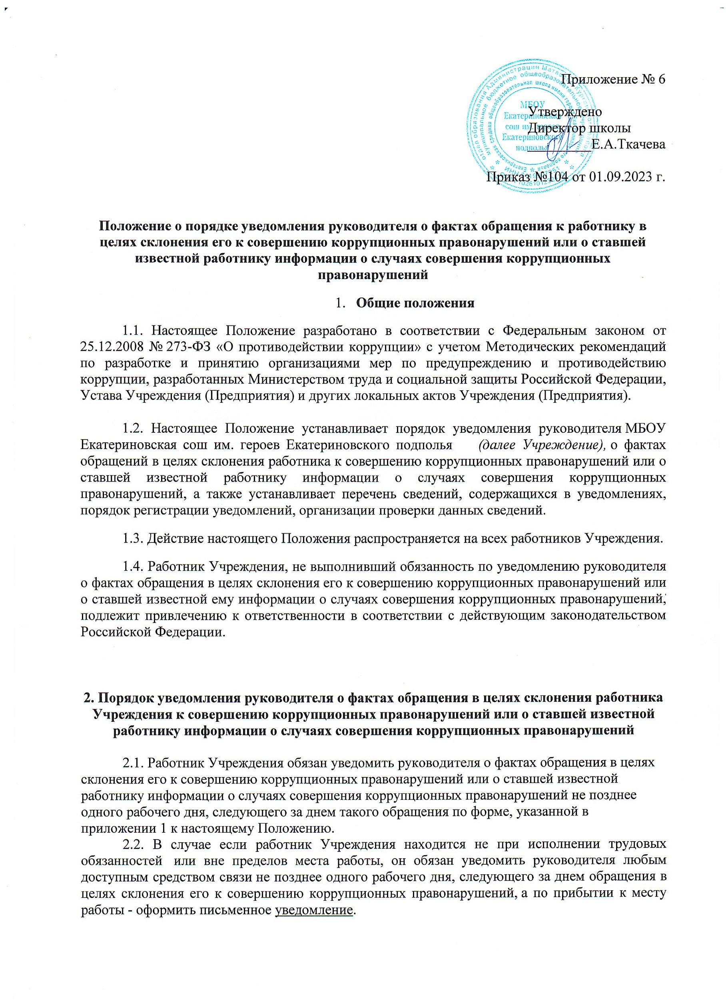 Приложение № 6
Утверждено
Директор школы
Е.А.Ткачева
Приказ №104 от 01.09.2023 г.
МБОУ
Екатериновская
сош им. героев
Екатериновского
подполья
Положение о порядке уведомления руководителя о фактах обращения к работнику в
целях склонения его к совершению коррупционных правонарушений или о ставшей
известной работнику информации о случаях совершения коррупционных
правонарушений
1. Общие положения
1.1. Настоящее Положение разработано в соответствии с Федеральным законом от
25.12.2008 № 273-ФЗ «О противодействии коррупции» с учетом Методических рекомендаций
по разработке и принятию организациями мер по предупреждению и противодействию
коррупции, разработанных Министерством труда и социальной защиты Российской Федерации,
Устава Учреждения (Предприятия) и других локальных актов Учреждения (Предприятия).
1.2. Настоящее Положение устанавливает порядок уведомления руководителя МБОУ
Екатериновская сош им. героев Екатериновского подполья (далее Учреждение), о фактах
обращений в целях склонения работника к совершению коррупционных правонарушений или о
ставшей известной работнику информации о случаях совершения коррупционных
правонарушений, а также устанавливает перечень сведений, содержащихся в уведомлениях,
порядок регистрации уведомлений, организации проверки данных сведений.
1.3. Действие настоящего Положения распространяется на всех работников Учреждения.
1.4. Работник Учреждения, не выполнивший обязанность по уведомлению руководителя
о фактах обращения в целях склонения его к совершению коррупционных правонарушений или
о ставшей известной ему информации о случаях совершения коррупционных правонарушений,
подлежит привлечению к ответственности в соответствии с действующим законодательством
Российской Федерации.
2. Порядок уведомления руководителя о фактах обращения в целях склонения работника
Учреждения к совершению коррупционных правонарушений или о ставшей известной
работнику информации о случаях совершения коррупционных правонарушений
2.1. Работник Учреждения обязан уведомить руководителя о фактах обращения в целях
склонения его к совершению коррупционных правонарушений или о ставшей известной
работнику информации о случаях совершения коррупционных правонарушений не позднее
одного рабочего дня, следующего за днем такого обращения по форме, указанной в
приложении 1 к настоящему Положению.
2.2. В случае если работник Учреждения находится не при исполнении трудовых
обязанностей или вне пределов места работы, он обязан уведомить руководителя любым
доступным средством связи не позднее одного рабочего дня, следующего за днем обращения в
целях склонения его к совершению коррупционных правонарушений, а по прибытии к месту
работы - оформить письменное уведомление.